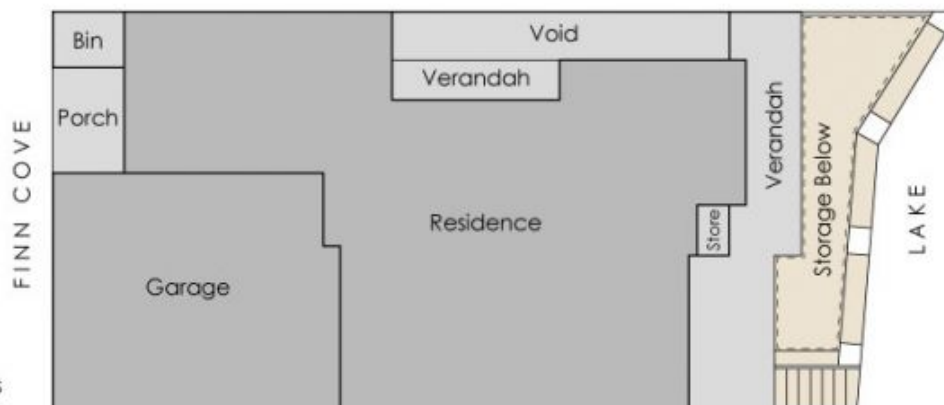 Bin
Void
Verandah
Porch
Verandah
FINN COVE
Residence
Store
Storage Below
LAKE
Garage
s